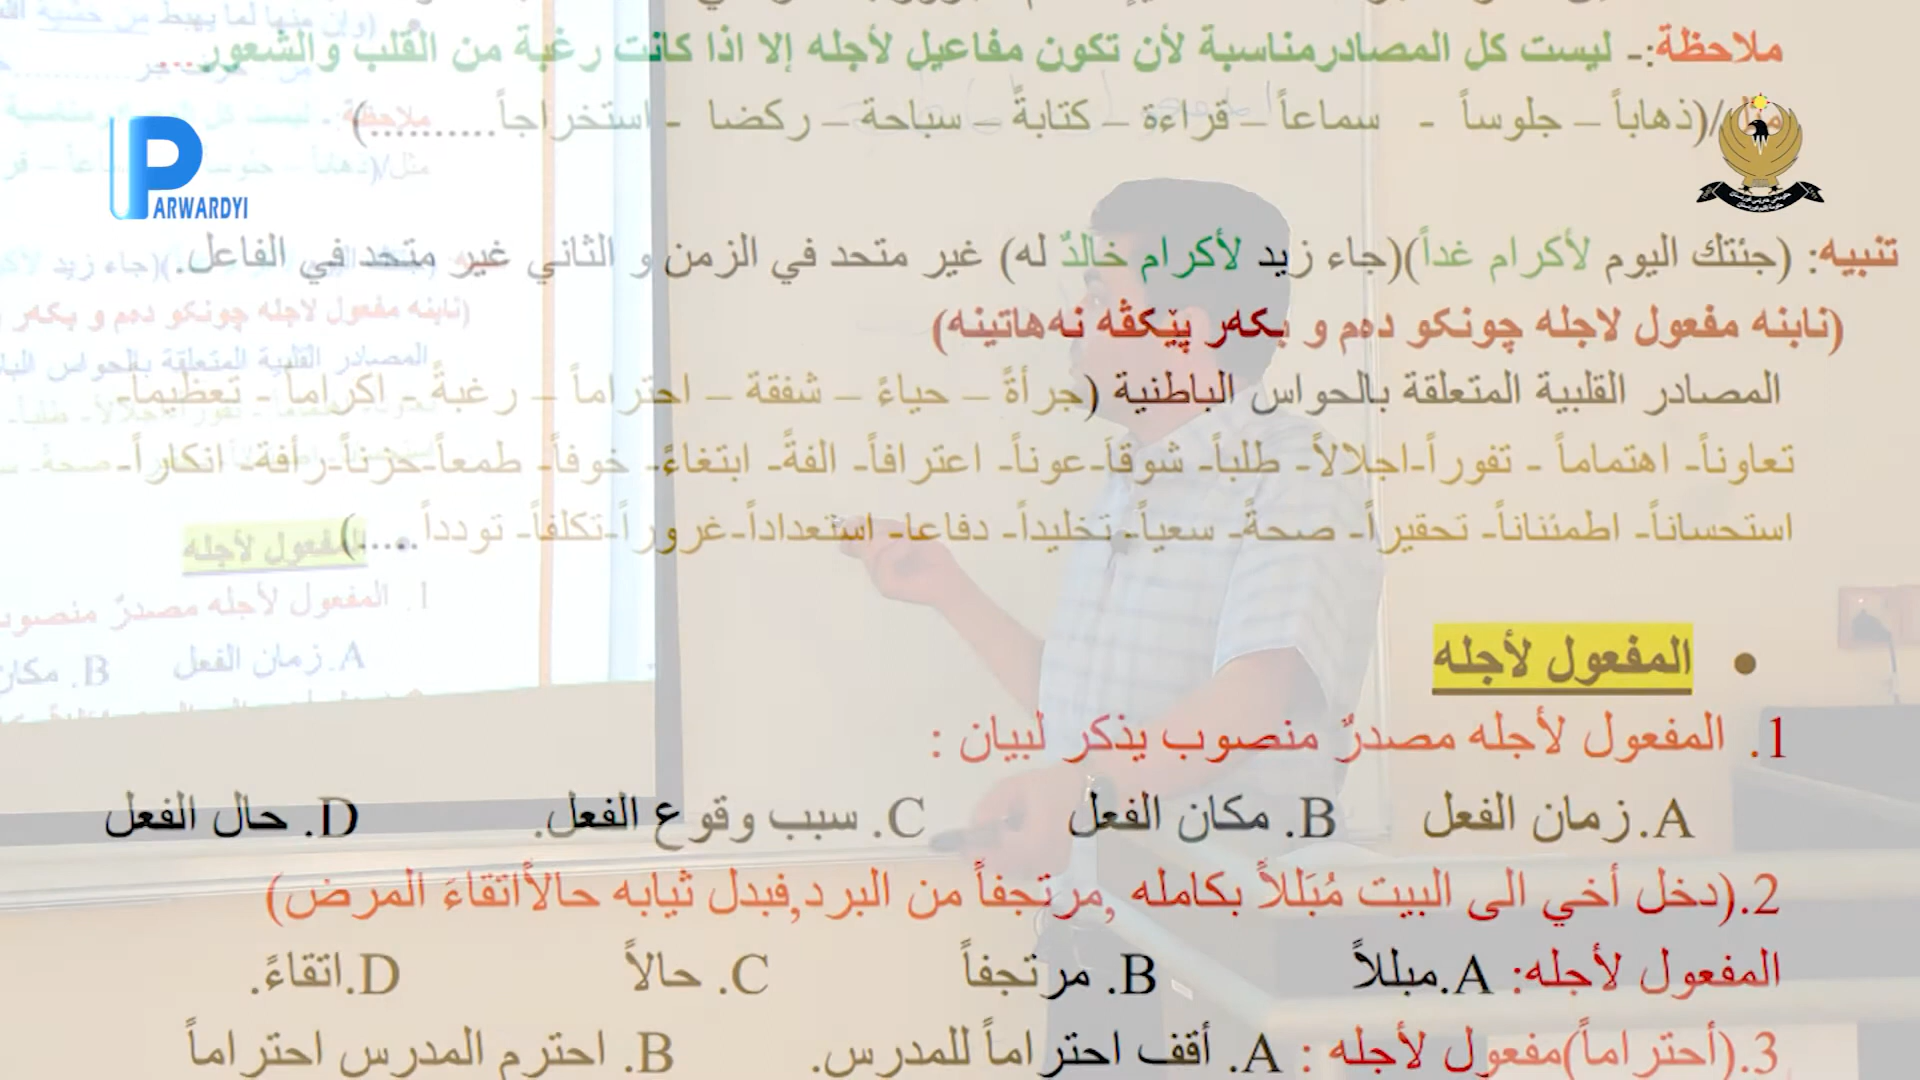 ملاحظة:- ليست كل المصادرمناسبة لأن تكون مفاعيل لأجله إلا اذا كانت رغبة من القلب والشعور...
مثل/(ذهاباً – جلوساً - سماعاً – قراءة – كتابةً – سباحة – ركضا - استخراجاً...........)
PARWARDYI
تنبيه: (جئتك اليوم لأكرام غداً)(جاء زيد لأكرام خالدٌ له) غير متحد في الزمن و الثاني غير متحد في الفاعل.
(نابنه مفعول لاجله چونكو دەم و بكەر پێكڤە نەهاتينه)
المصادر القلبية المتعلقة بالحواس الباطنية (جرأةً – حياءً – شفقة – احتراماً – رغبةً - اكراماً - تعظيماً-
تعاوناً- اهتماماً - تفوراً-اجلالاً- طلباً- شوقاَ-عوناً- اعترافاً- الفةً- ابتغاءً- خوفاً- طمعاً-حزناً-رأفة- انكاراً-
استحساناً- اطمئناناً- تحقيراً- صحةً- سعياً- تخليداً- دفاعا- استعداداً-غروراً-تكلفاً- تودداً.....)
• المفعول لأجله
1. المفعول لأجله مصدرٌ منصوب يذكر لبيان :
A.زمان الفعل B. مكان الفعل C. سبب وقوع الفعل. D. حال الفعل
2.(دخل أخي الى البيت مُبَللاً بكامله ,مرتجفاً من البرد,فبدل ثيابه حالاًاتقاءَ المرض)
المفعول لأجله: A.مبللاً B. مرتجفاً C. حالاً D.اتقاءً.
3.(أحتراماً)مفعول لأجله : A. أقف احتراماً للمدرس. B. احترم المدرس احتراماً